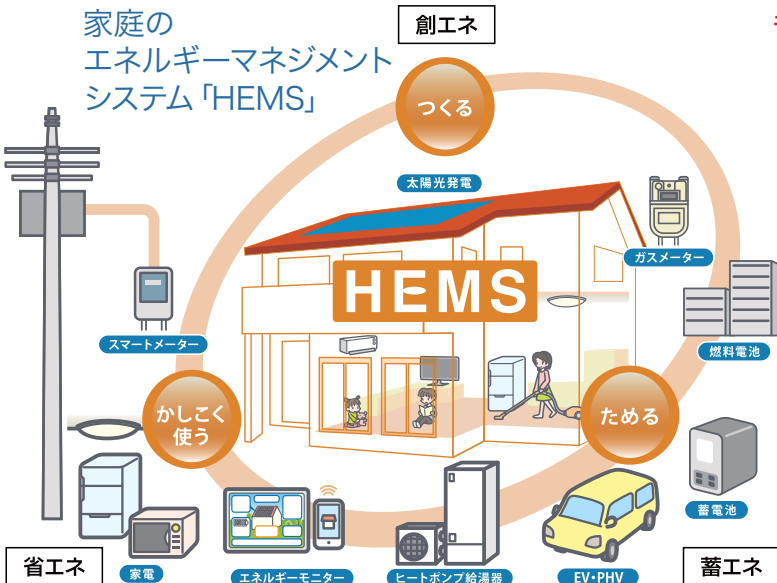 家庭の
エネルギーマネジメント
システム「HEMS」
創エネ
つくる
太陽光発電
HEMS
ガスメーター
スマートメーター
燃料電池
かしこく
使う
ためる
蓄電池
省エネ
家電
エネルギーモニター
ヒートポンプ給湯器
EV・PHV
蓄エネ